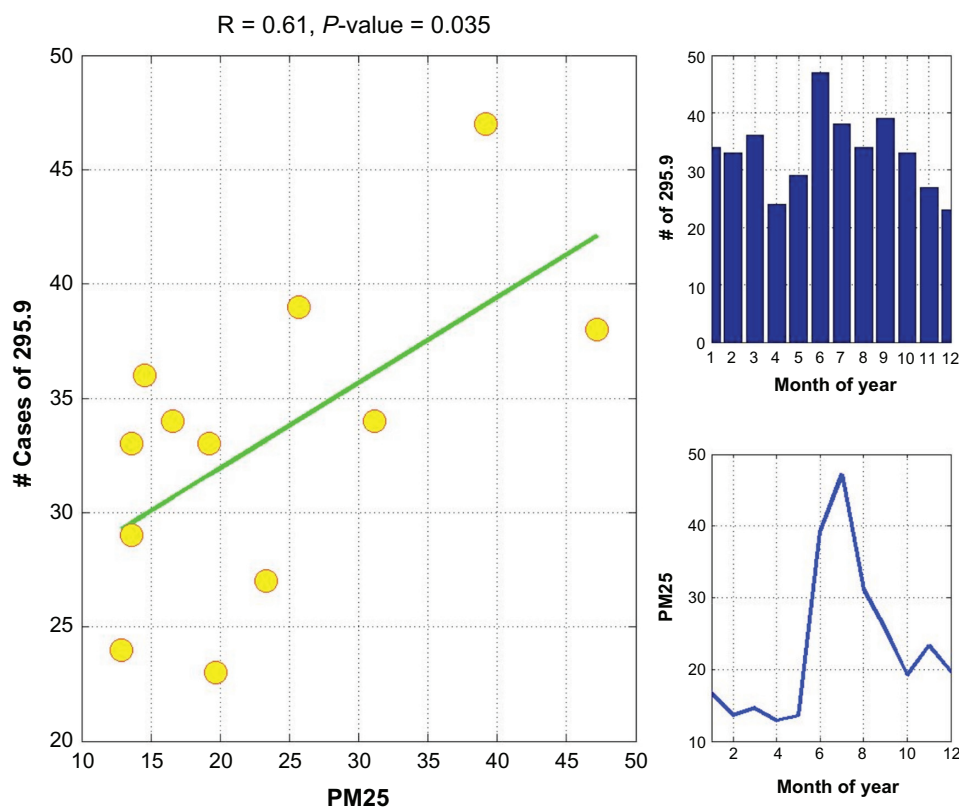 R = 0.61, P-value = 0.035
50
45
40
35
30
25
20
# Cases of 295.9
10 15 20 25 30 35 40 45 50
PM25
50
40
30
20
10
0
# of 295.9
1 2 3 4 5 6 7 8 9 10 11 12
Month of year
50
40
30
20
10
PM25
2 4 6 8 10 12
Month of year